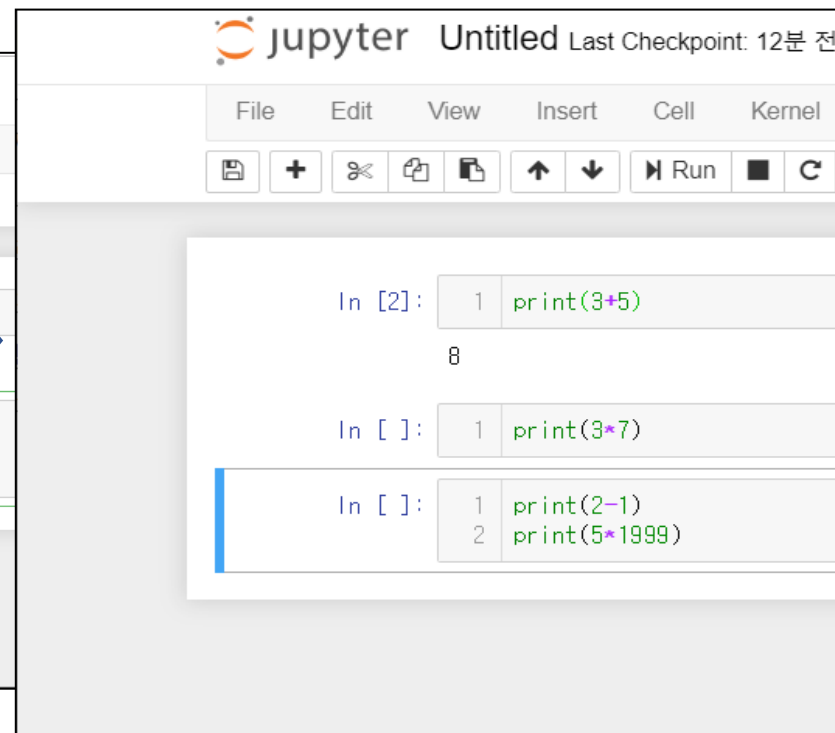 jupyter Untitled Last Checkpoint: 12분 전
File Edit View Insert Cell Kernel
Run
In [2]: 1 print(3+5)
8
In [ ]: 1 print(3*7)
In [ ]: 1 print(2-1)
2 print(5*1999)